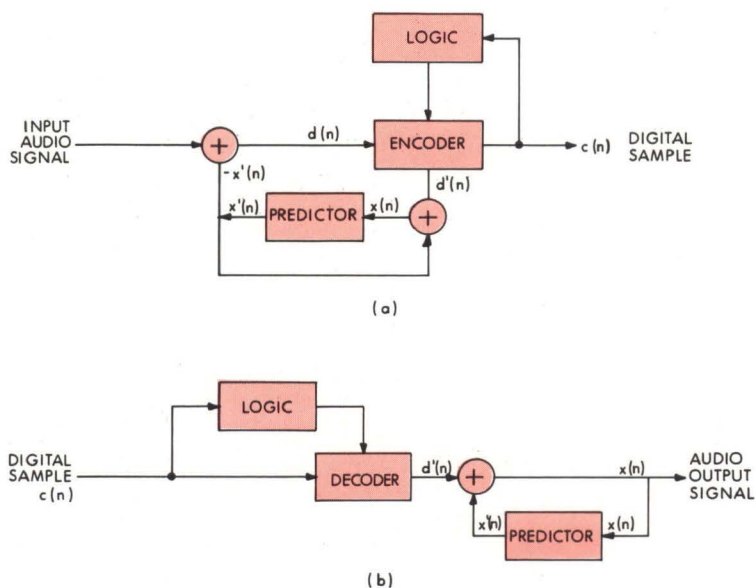 LOGIC
INPUT
AUDIO
SIGNAL
d(n)
ENCODER
c(n)
DIGITAL
SAMPLE
-x'(n)
d'(n)
x'(n)
PREDICTOR
x(n)
(a)
LOGIC
DIGITAL
SAMPLE
c(n)
DECODER
d'(n)
x(n)
AUDIO
OUTPUT
SIGNAL
x'(n)
PREDICTOR
x(n)
(b)